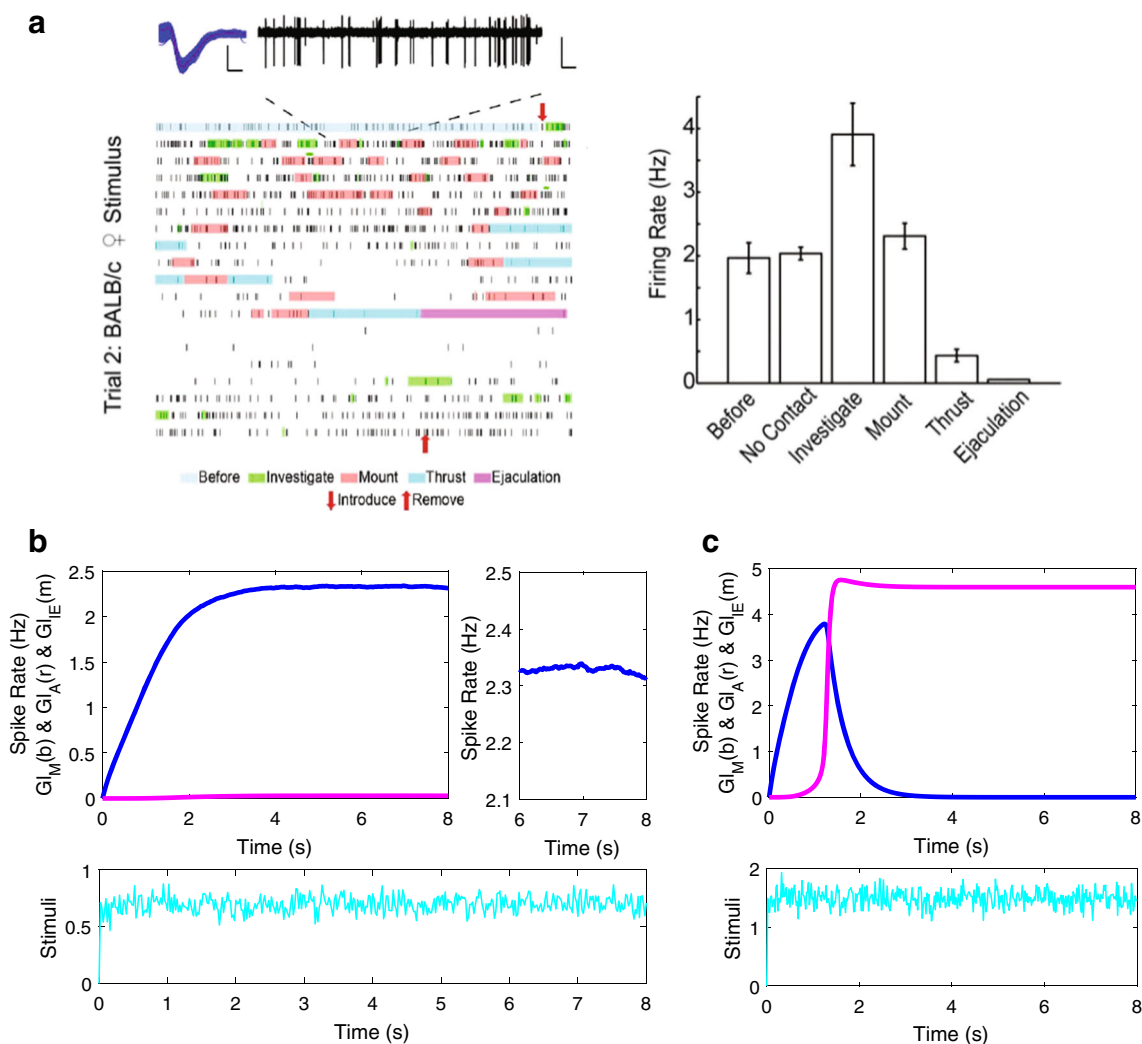 a
Trial 2: BALB/c ♀ Stimulus
Before Investigate Mount Thrust Ejaculation
Introduce Remove
Firing Rate (Hz)
4
3
2
1
0
Before
No Contact
Investigate
Mount
Thrust
Ejaculation
b
Spike Rate (Hz)
GI_M(b) & GI_A(r) & GI_IE(m)
2.5
2
1.5
1
0.5
0
0 2 4 6 8
Time (s)
Spike Rate (Hz)
2.5
2.4
2.3
2.2
2.1
6 7 8
Time (s)
Stimuli
1
0.5
0
0 1 2 3 4 5 6 7 8
Time (s)
c
Spike Rate (Hz)
GI_M(b) & GI_A(r) & GI_IE(m)
5
4
3
2
1
0
0 2 4 6 8
Time (s)
Stimuli
2
1
0
0 2 4 6 8
Time (s)